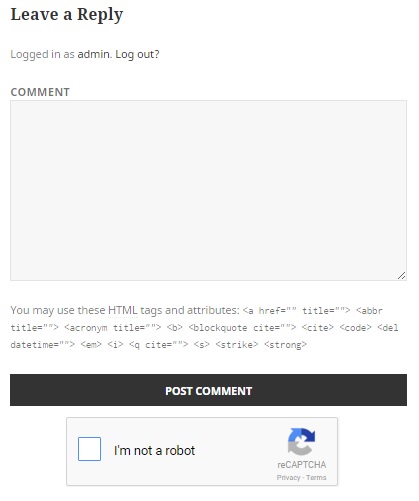 Leave a Reply
Logged in as admin. Log out?
COMMENT
You may use these HTML tags and attributes: <a href="" title=""> <abbr
title=""> <acronym title=""> <b> <blockquote cite=""> <cite> <code> <del
datetime=""> <em> <i> <q cite=""> <s> <strike> <strong>
POST COMMENT
I'm not a robot
reCAPTCHA
Privacy - Terms